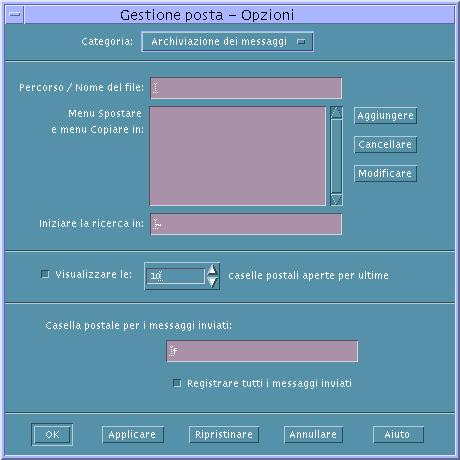 Gestione posta – Opzioni
Categoria: Archiviazione dei messaggi
Percorso / Nome del file:
Menu Spostare
e menu Copiare in:
Aggiungere
Cancellare
Modificare
Iniziare la ricerca in: ~
Visualizzare le: 10 caselle postali aperte per ultime
Casella postale per i messaggi inviati:
Registrare tutti i messaggi inviati
OK Applicare Ripristinare Annullare Aiuto